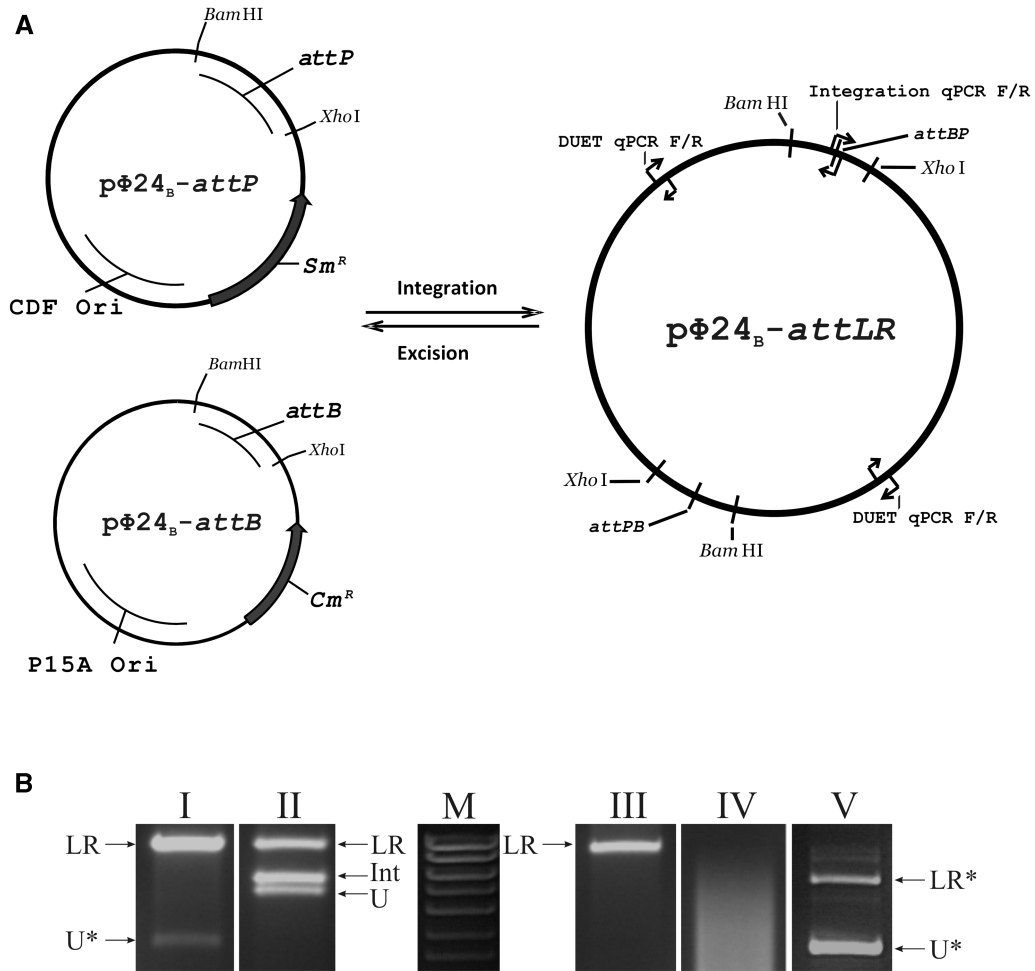 A
BamHI
attP
XhoI
pΦ24B-attP
SmR
CDF Ori
BamHI
attB
XhoI
pΦ24B-attB
CmR
P15A Ori
Integration
Excision
Integration qPCR F/R
BamHI
attBP
DUET qPCR F/R
XhoI
pΦ24B-attLR
XhoI
attPB
BamHI
DUET qPCR F/R
B
I II M III IV V
LR LR LR
Int LR*
U
U* U*